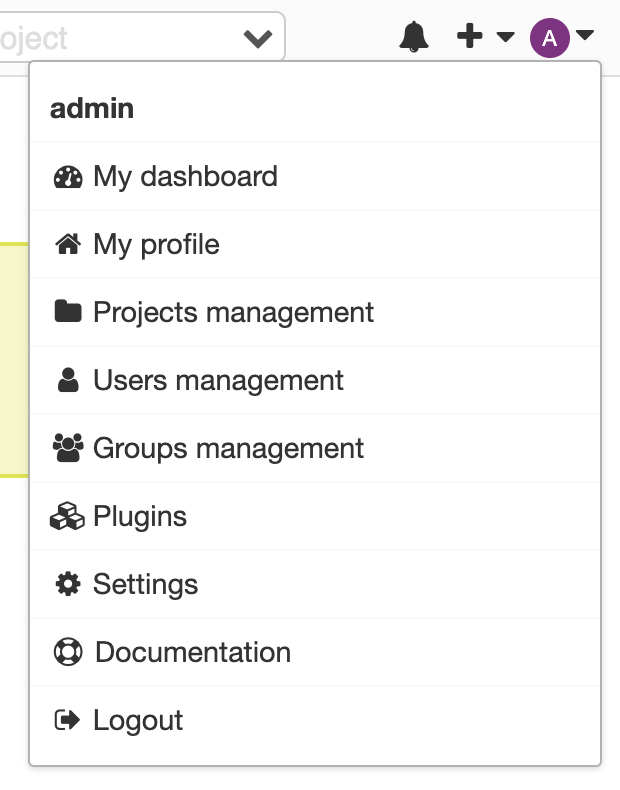 oject
A
admin
My dashboard
My profile
Projects management
Users management
Groups management
Plugins
Settings
Documentation
Logout